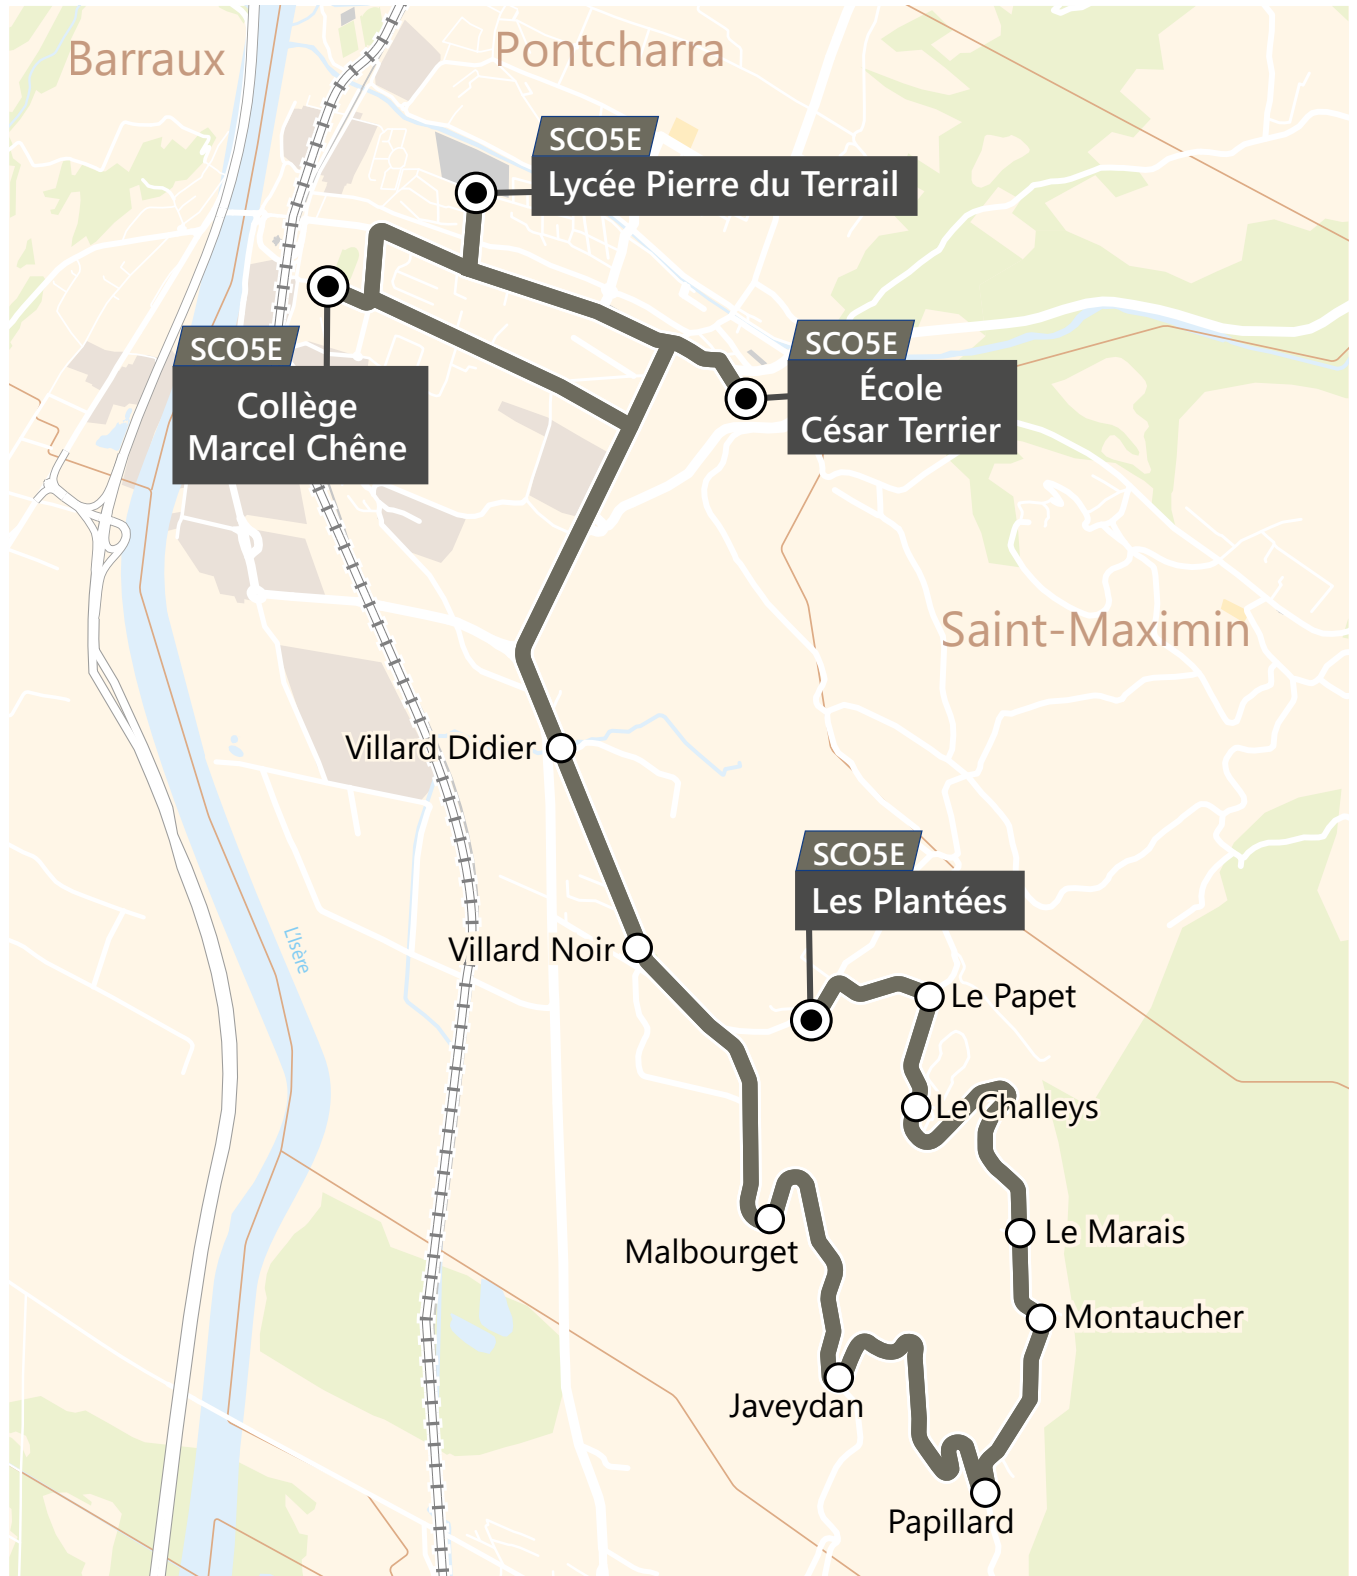 Barraux
Pontcharra
SCO5E
Lycée Pierre du Terrail
SCO5E
Collège
Marcel Chêne
SCO5E
École
César Terrier
Saint-Maximin
Villard Didier
SCO5E
Les Plantées
Villard Noir
L'Isère
Le Papet
Le Challeys
Le Marais
Malbourget
Montaucher
Javeydan
Papillard